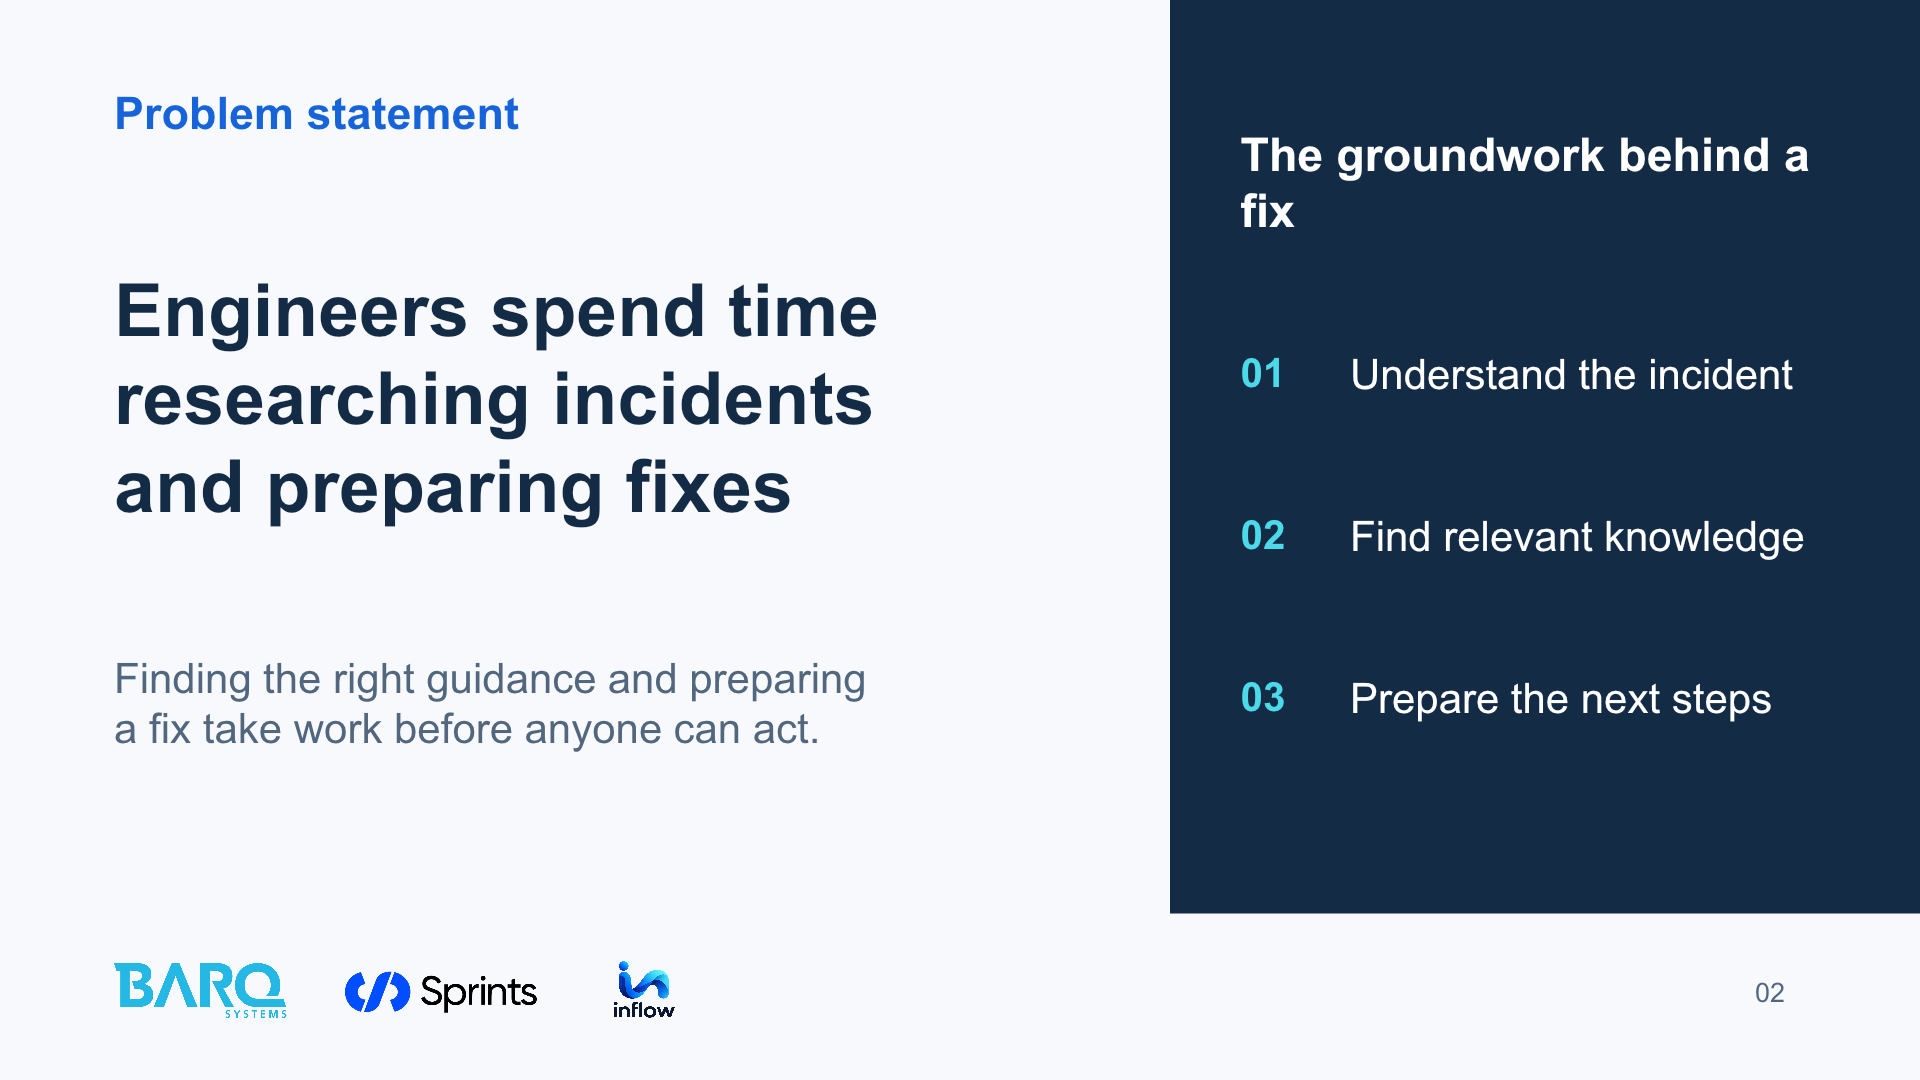 Problem statement
Engineers spend time
researching incidents
and preparing fixes
Finding the right guidance and preparing
a fix take work before anyone can act.
The groundwork behind a
fix
01 Understand the incident
02 Find relevant knowledge
03 Prepare the next steps
BARQ
SYSTEMS
Sprints
inflow
02